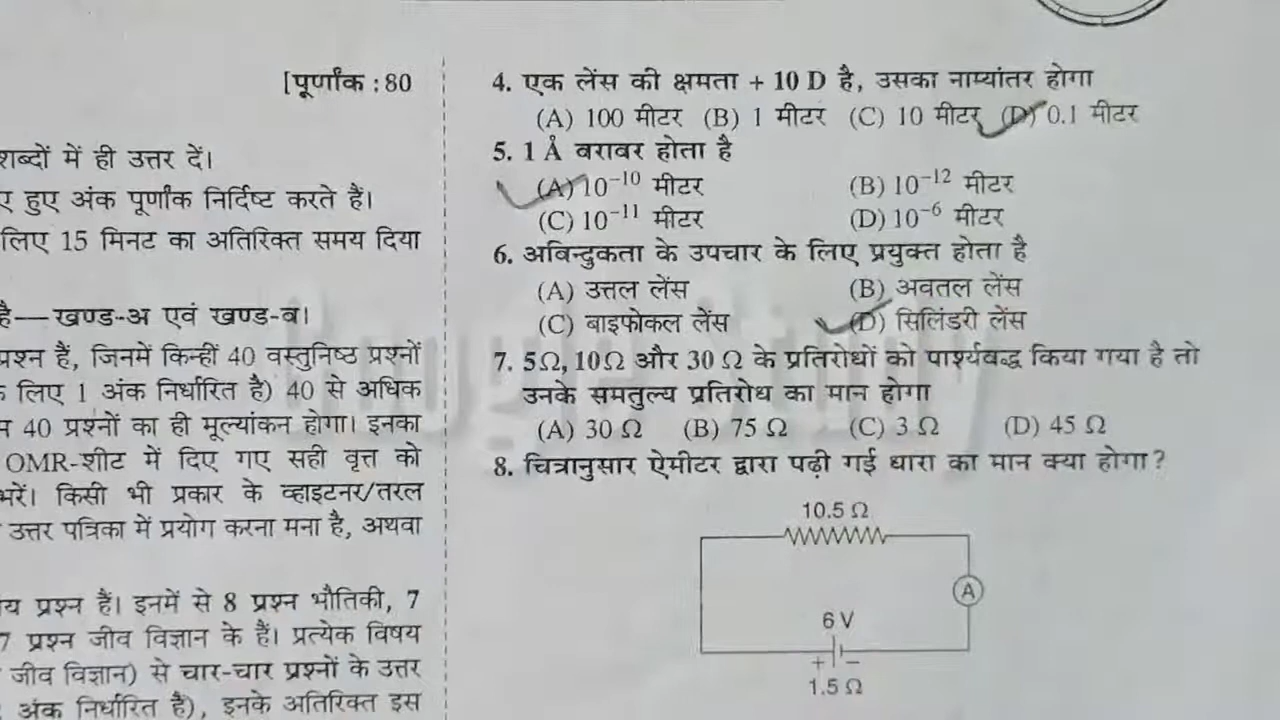 [पूर्णांक : 80
शब्दों में ही उत्तर दें।
ए हुए अंक पूर्णांक निर्दिष्ट करते हैं।
लिए 15 मिनट का अतिरिक्त समय दिया
है— खण्ड-अ एवं खण्ड-ब।
प्रश्न हैं, जिनमें किन्हीं 40 वस्तुनिष्ठ प्रश्नों
लिए 1 अंक निर्धारित है) 40 से अधिक
40 प्रश्नों का ही मूल्यांकन होगा। इनका
OMR-शीट में दिए गए सही वृत्त को
भरें। किसी भी प्रकार के व्हाइटनर/तरल
उत्तर पत्रिका में प्रयोग करना मना है, अथवा
य प्रश्न हैं। इनमें से 8 प्रश्न भौतिकी, 7
7 प्रश्न जीव विज्ञान के हैं। प्रत्येक विषय
जीव विज्ञान) से चार-चार प्रश्नों के उत्तर
अंक निर्धारित है), इनके अतिरिक्त इस
4. एक लेंस की क्षमता + 10 D है, उसका नाम्यांतर होगा
(A) 100 मीटर (B) 1 मीटर (C) 10 मीटर (D) 0.1 मीटर
5. 1 Å बराबर होता है
(A) 10⁻¹⁰ मीटर (B) 10⁻¹² मीटर
(C) 10⁻¹¹ मीटर (D) 10⁻⁶ मीटर
6. अबिन्दुकता के उपचार के लिए प्रयुक्त होता है
(A) उत्तल लेंस (B) अवतल लेंस
(C) बाइफोकल लेंस (D) सिलिंडरी लेंस
7. 5Ω, 10Ω और 30 Ω के प्रतिरोधों को पार्श्यबद्ध किया गया है तो
उनके समतुल्य प्रतिरोध का मान होगा
(A) 30 Ω (B) 75 Ω (C) 3 Ω (D) 45 Ω
8. चित्रानुसार ऐमीटर द्वारा पढ़ी गई धारा का मान क्या होगा?
10.5 Ω
A
6 V
+ −
1.5 Ω